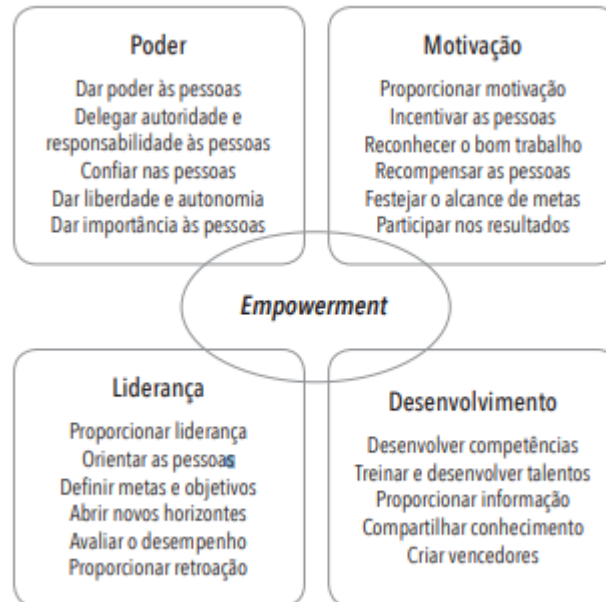 Poder
Dar poder às pessoas
Delegar autoridade e
responsabilidade às pessoas
Confiar nas pessoas
Dar liberdade e autonomia
Dar importância às pessoas
Motivação
Proporcionar motivação
Incentivar as pessoas
Reconhecer o bom trabalho
Recompensar as pessoas
Festejar o alcance de metas
Participar nos resultados
Empowerment
Liderança
Proporcionar liderança
Orientar as pessoas
Definir metas e objetivos
Abrir novos horizontes
Avaliar o desempenho
Proporcionar retroação
Desenvolvimento
Desenvolver competências
Treinar e desenvolver talentos
Proporcionar informação
Compartilhar conhecimento
Criar vencedores